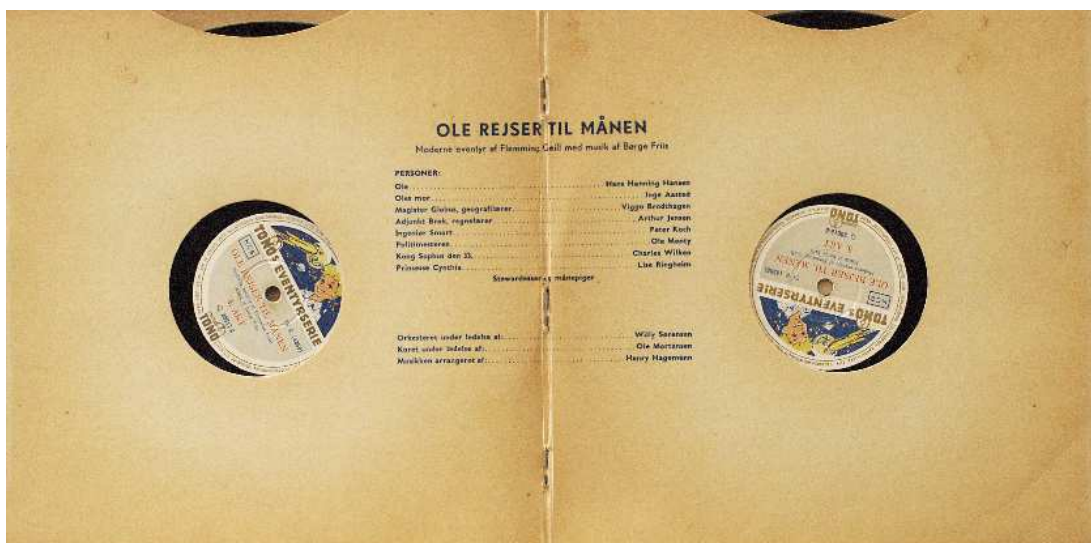 OLE REJSER TIL MÅNEN
Moderne eventyr af Flemming Geill med musik af Børge Friis
PERSONER:
Ole Hans Henning Hansen
Oles mor Inge Aasted
Magister Globus, geografilærer Viggo Brodthagen
Adjunkt Brøk, regnelærer Arthur Jensen
Ingeniør Smart Peter Koch
Politimesteren Ole Monty
Kong Sophus den 33. Charles Wilken
Prinsesse Cynthia Lise Ringheim
Stewardesser og månepiger
Orkestret under ledelse af: Willy Sørensen
Koret under ledelse af: Ole Mortensen
Musikken arrangeret af: Henry Hagemann
TONOS EVENTYRSERIE
OLE REJSER TIL MÅNEN
TONO
TONO
OLE REJSER TIL MÅNEN
TONOS EVENTYRSERIE